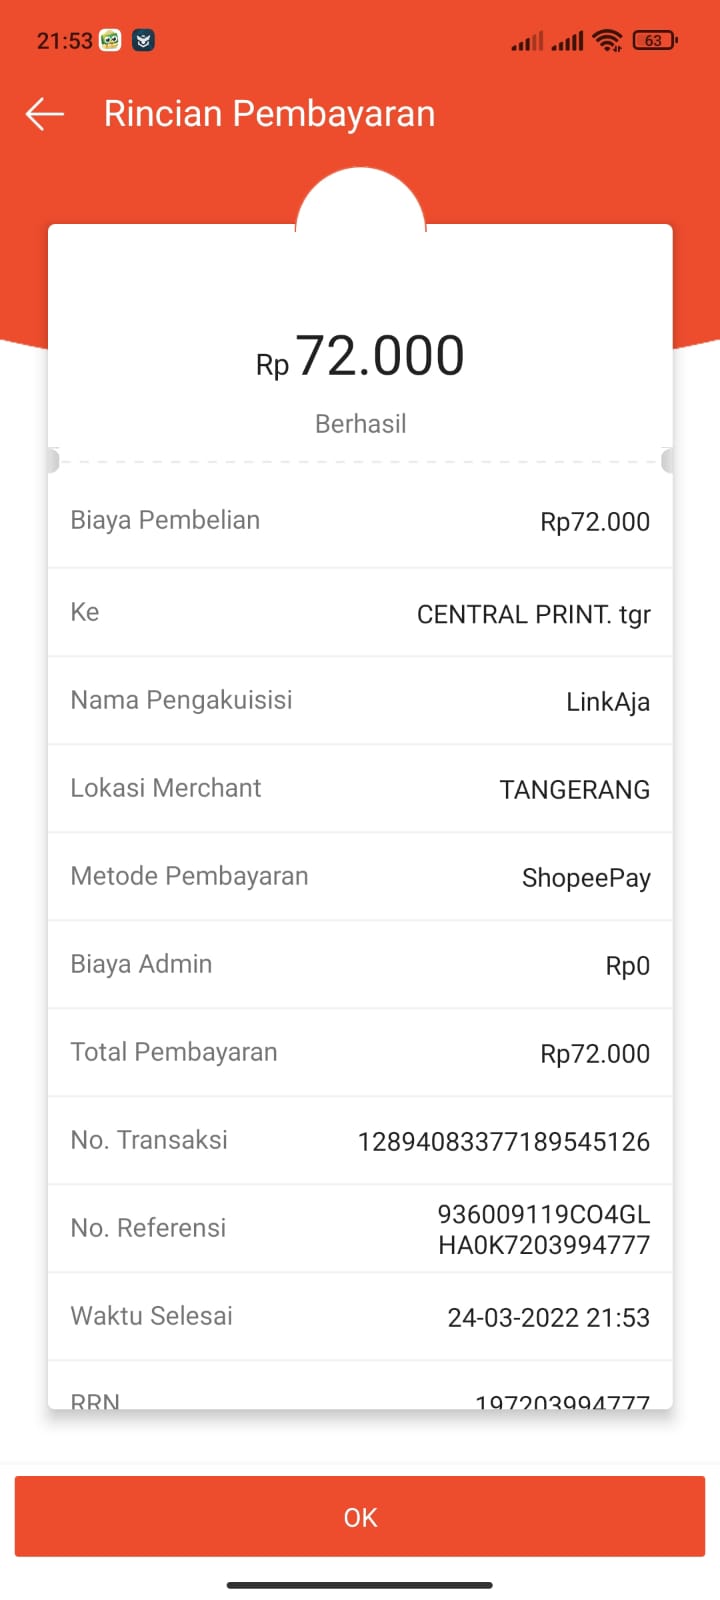 21:53
63
Rincian Pembayaran
Rp 72.000
Berhasil
Biaya Pembelian Rp72.000
Ke CENTRAL PRINT. tgr
Nama Pengakuisisi LinkAja
Lokasi Merchant TANGERANG
Metode Pembayaran ShopeePay
Biaya Admin Rp0
Total Pembayaran Rp72.000
No. Transaksi 12894083377189545126
No. Referensi 936009119CO4GL
HA0K7203994777
Waktu Selesai 24-03-2022 21:53
RRN 197203994777
OK